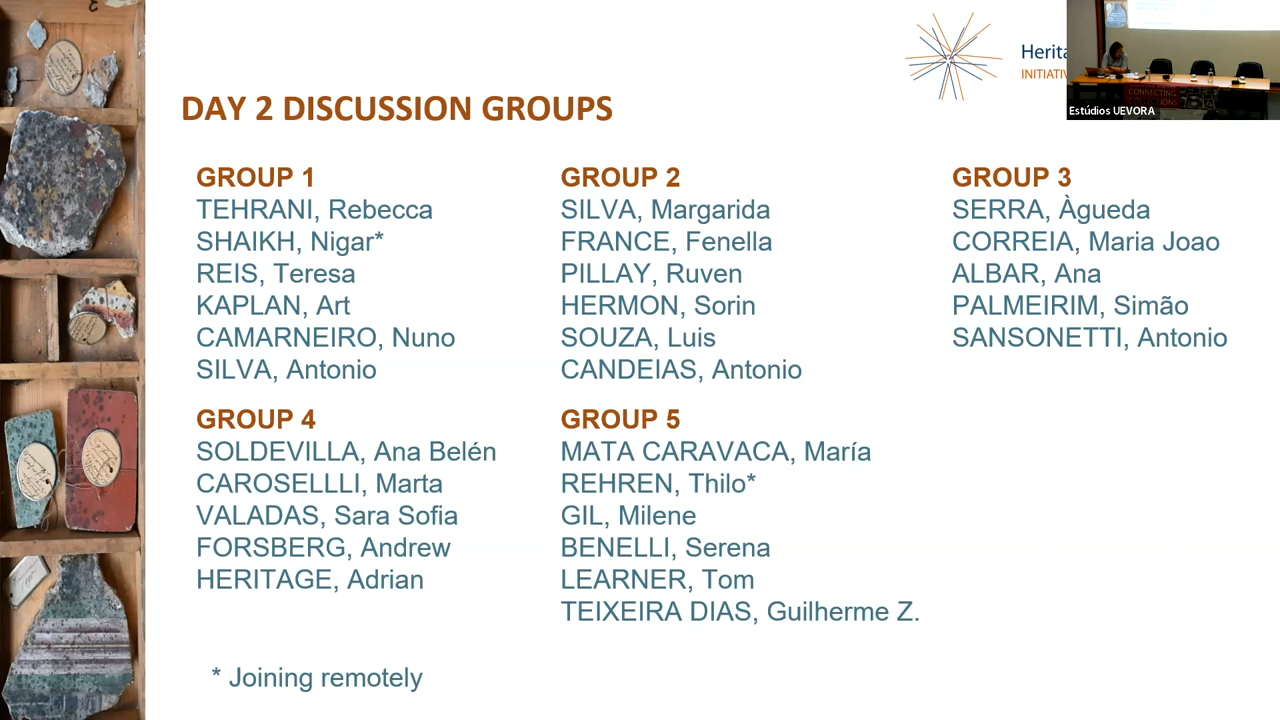 Herita
INITIATIV
CONNECTING
Estúdios UEVORA
DAY 2 DISCUSSION GROUPS
GROUP 1
TEHRANI, Rebecca
SHAIKH, Nigar*
REIS, Teresa
KAPLAN, Art
CAMARNEIRO, Nuno
SILVA, Antonio
GROUP 2
SILVA, Margarida
FRANCE, Fenella
PILLAY, Ruven
HERMON, Sorin
SOUZA, Luis
CANDEIAS, Antonio
GROUP 3
SERRA, Àgueda
CORREIA, Maria Joao
ALBAR, Ana
PALMEIRIM, Simão
SANSONETTI, Antonio
GROUP 4
SOLDEVILLA, Ana Belén
CAROSELLLI, Marta
VALADAS, Sara Sofia
FORSBERG, Andrew
HERITAGE, Adrian
GROUP 5
MATA CARAVACA, María
REHREN, Thilo*
GIL, Milene
BENELLI, Serena
LEARNER, Tom
TEIXEIRA DIAS, Guilherme Z.
* Joining remotely